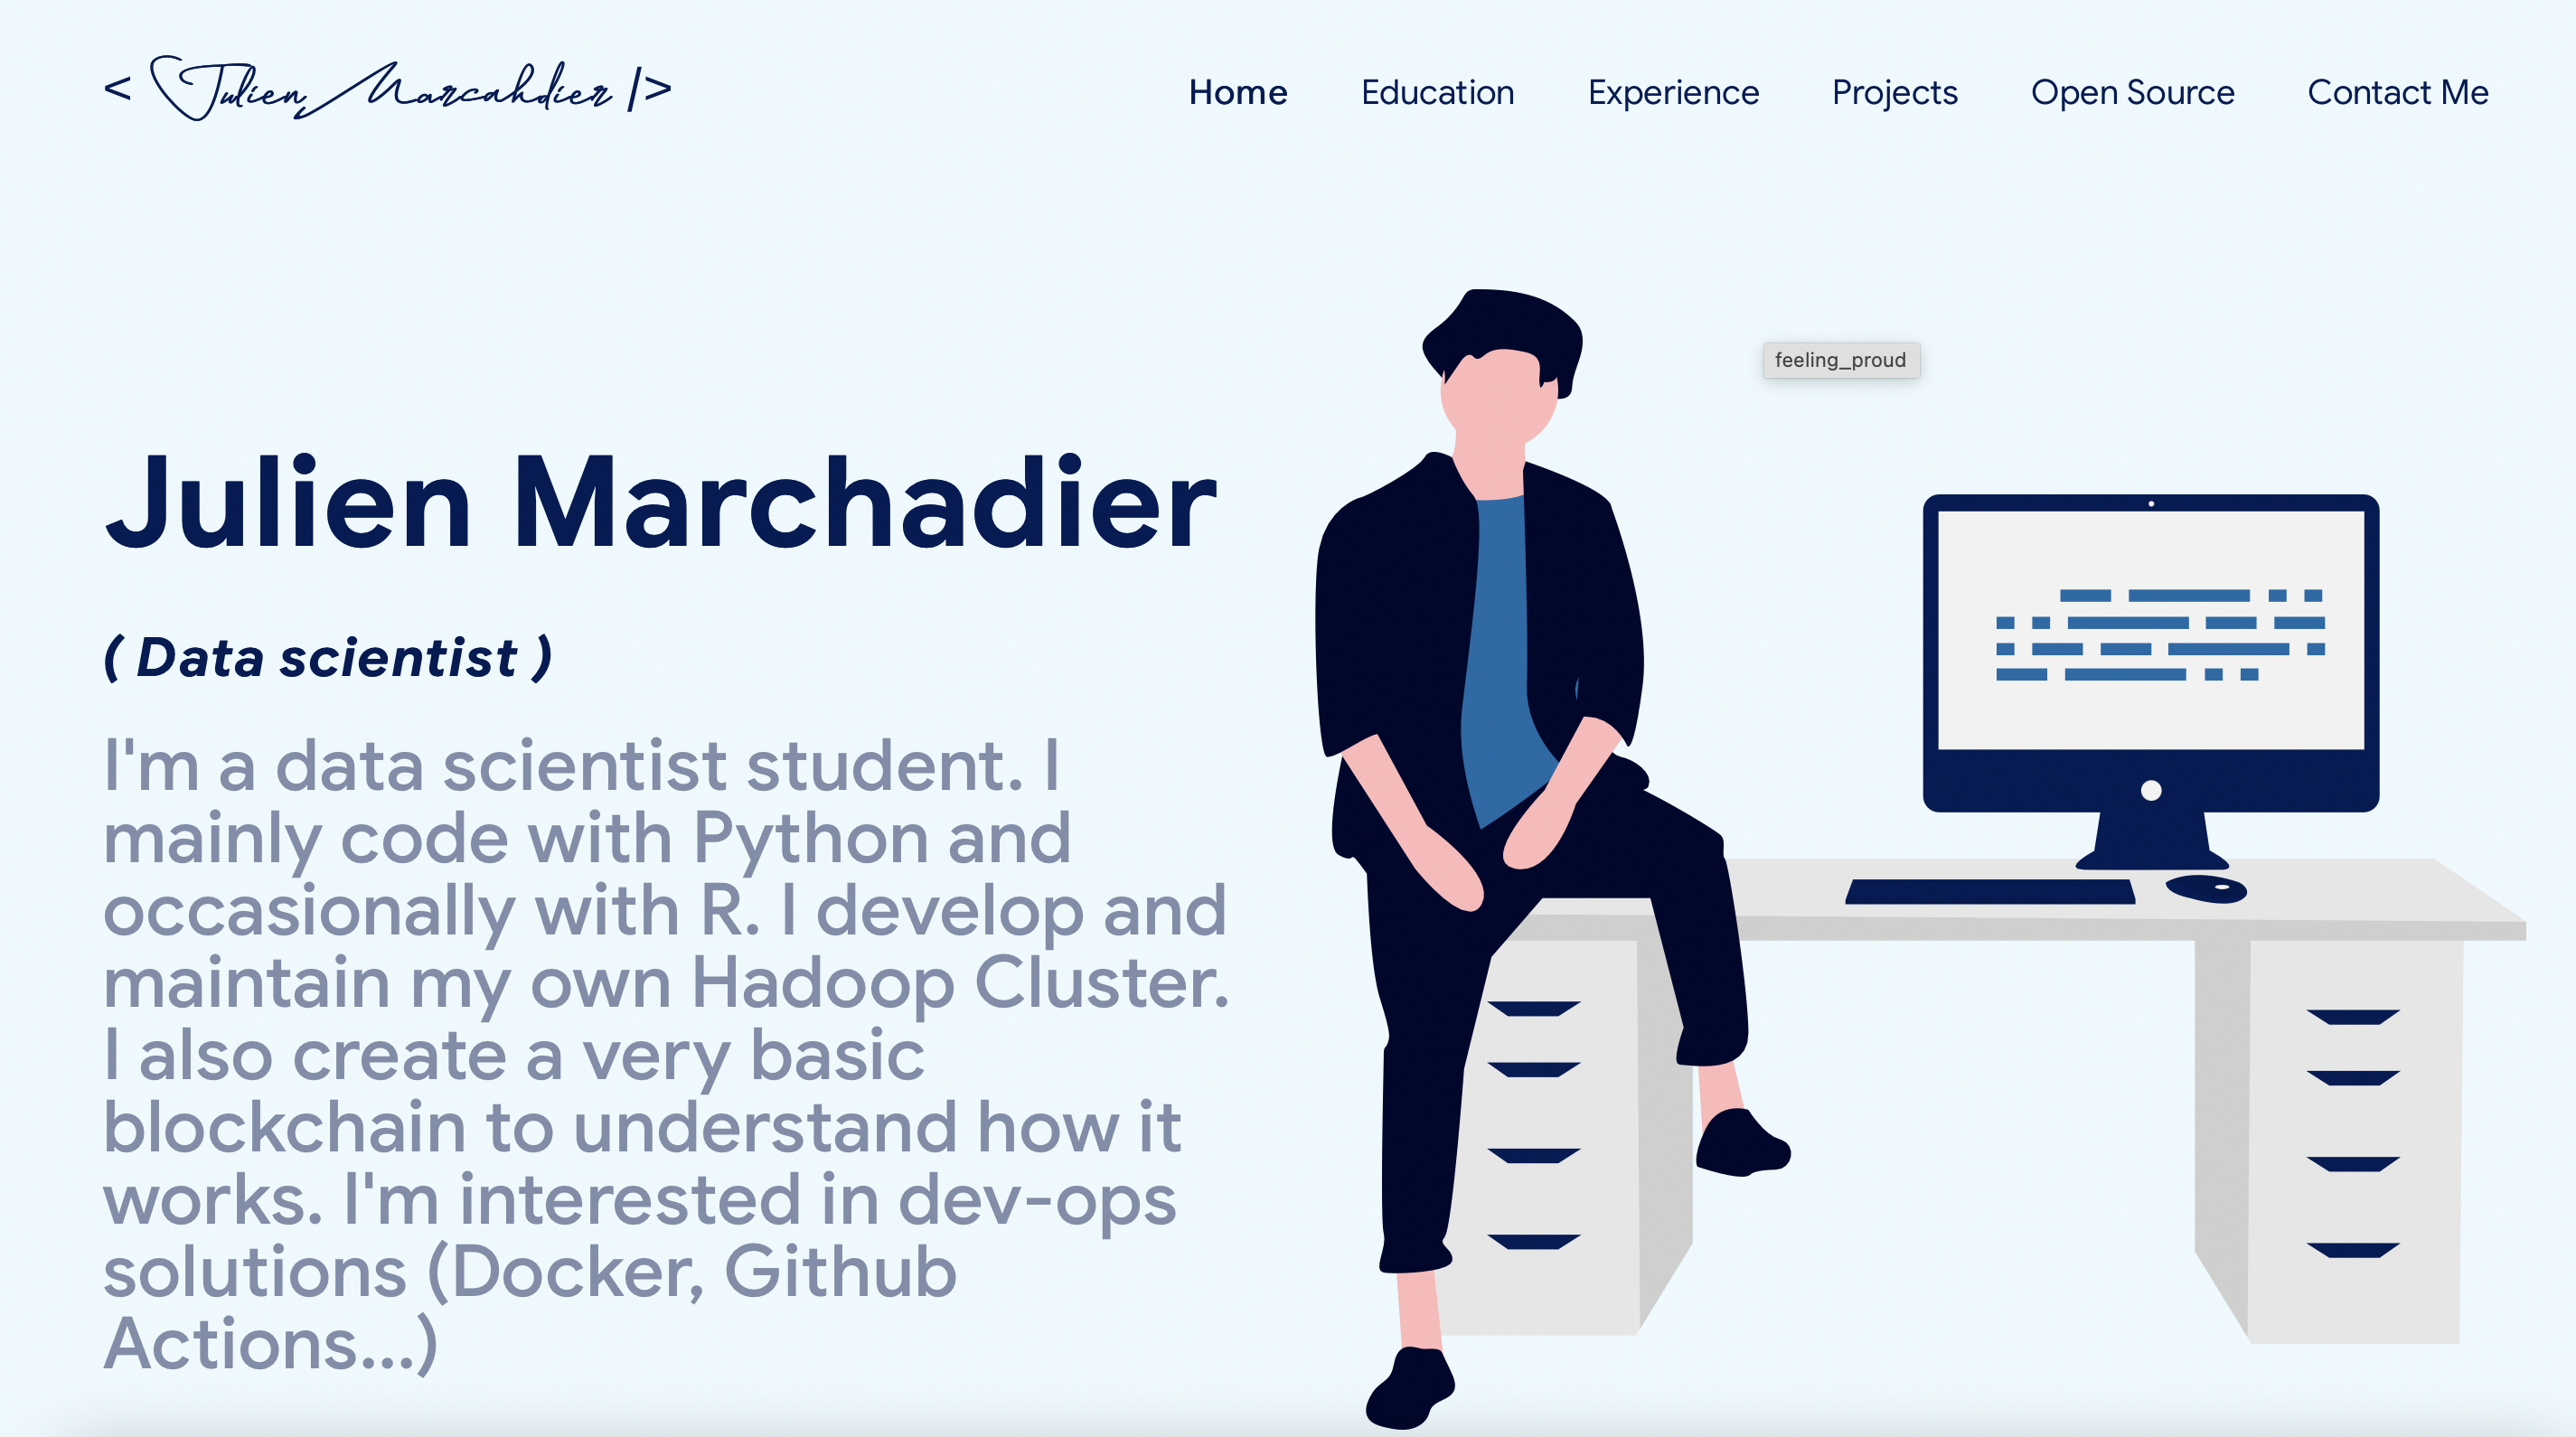 < Julien Marcahdier />
Home Education Experience Projects Open Source Contact Me
feeling_proud
Julien Marchadier
( Data scientist )
I'm a data scientist student. I
mainly code with Python and
occasionally with R. I develop and
maintain my own Hadoop Cluster.
I also create a very basic
blockchain to understand how it
works. I'm interested in dev-ops
solutions (Docker, Github
Actions...)